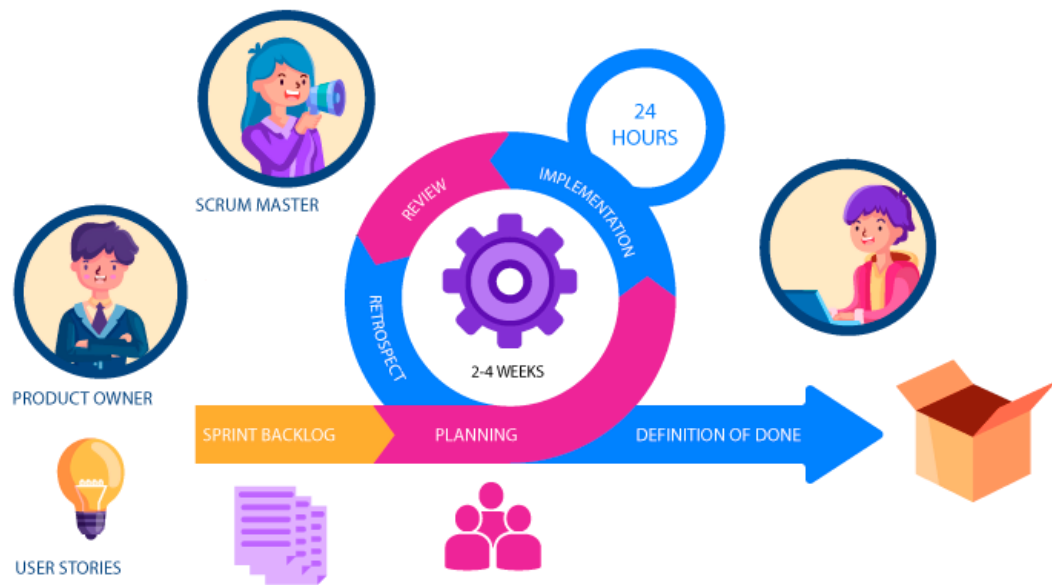 SCRUM MASTER
24
HOURS
REVIEW
IMPLEMENTATION
RETROSPECT
2-4 WEEKS
PRODUCT OWNER
SPRINT BACKLOG
PLANNING
DEFINITION OF DONE
USER STORIES